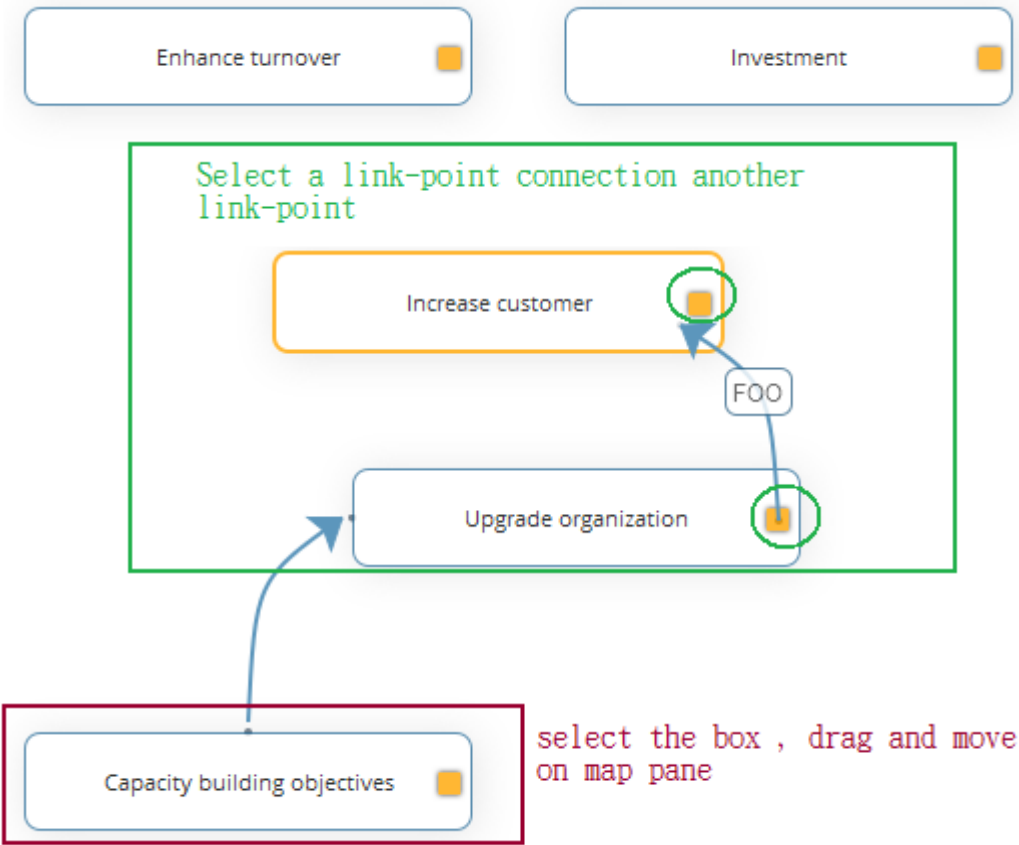 Enhance turnover
Investment
Select a link-point connection another
link-point
Increase customer
FOO
Upgrade organization
select the box , drag and move
on map pane
Capacity building objectives